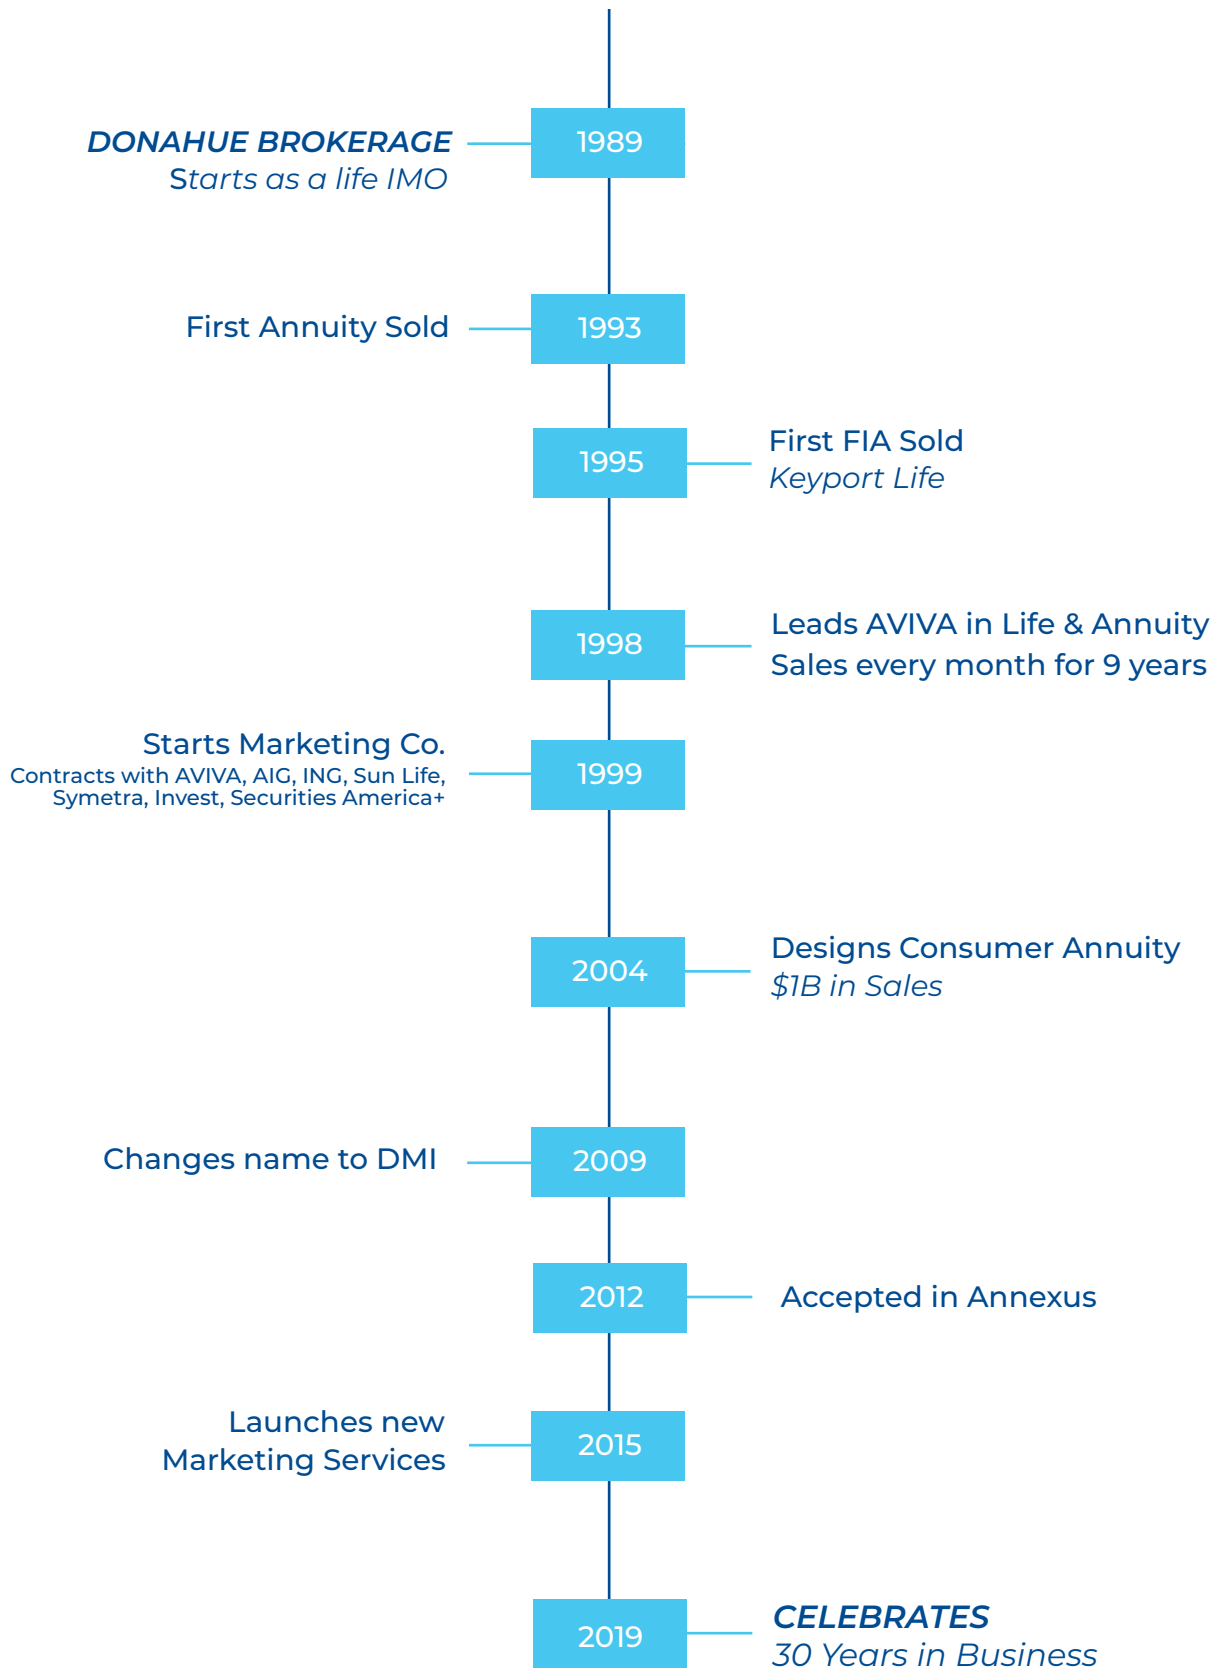 DONAHUE BROKERAGE
Starts as a life IMO
1989
First Annuity Sold
1993
1995
First FIA Sold
Keyport Life
1998
Leads AVIVA in Life & Annuity
Sales every month for 9 years
Starts Marketing Co.
Contracts with AVIVA, AIG, ING, Sun Life,
Symetra, Invest, Securities America+
1999
2004
Designs Consumer Annuity
$1B in Sales
Changes name to DMI
2009
2012
Accepted in Annexus
Launches new
Marketing Services
2015
2019
CELEBRATES
30 Years in Business